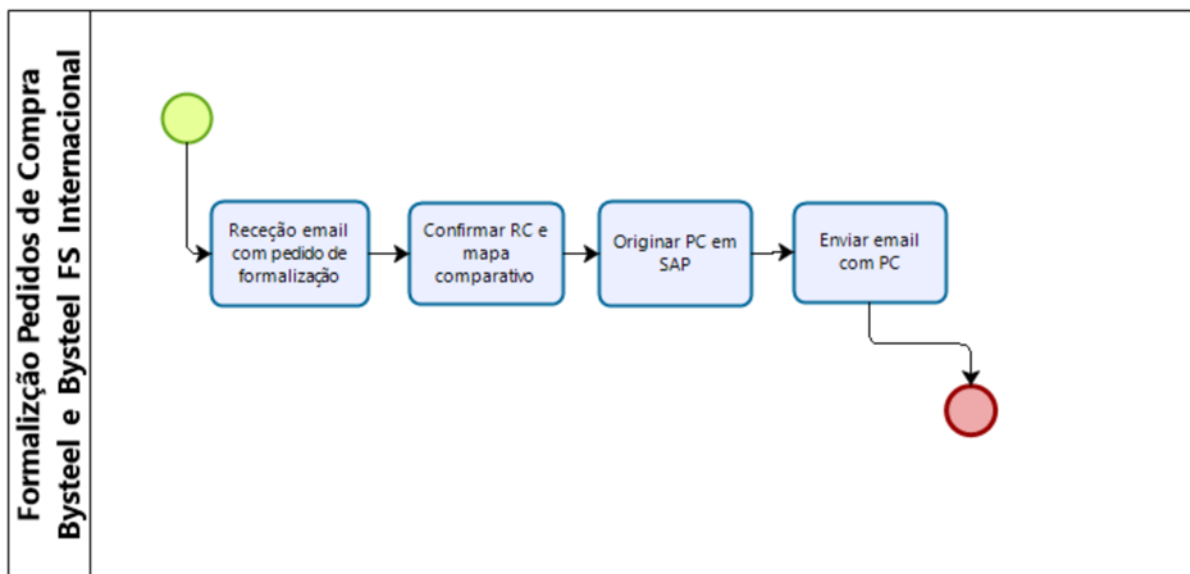 Formalizção Pedidos de Compra
Bysteel e Bysteel FS Internacional
Receção email
com pedido de
formalização
Confirmar RC e
mapa
comparativo
Originar PC em
SAP
Enviar email
com PC